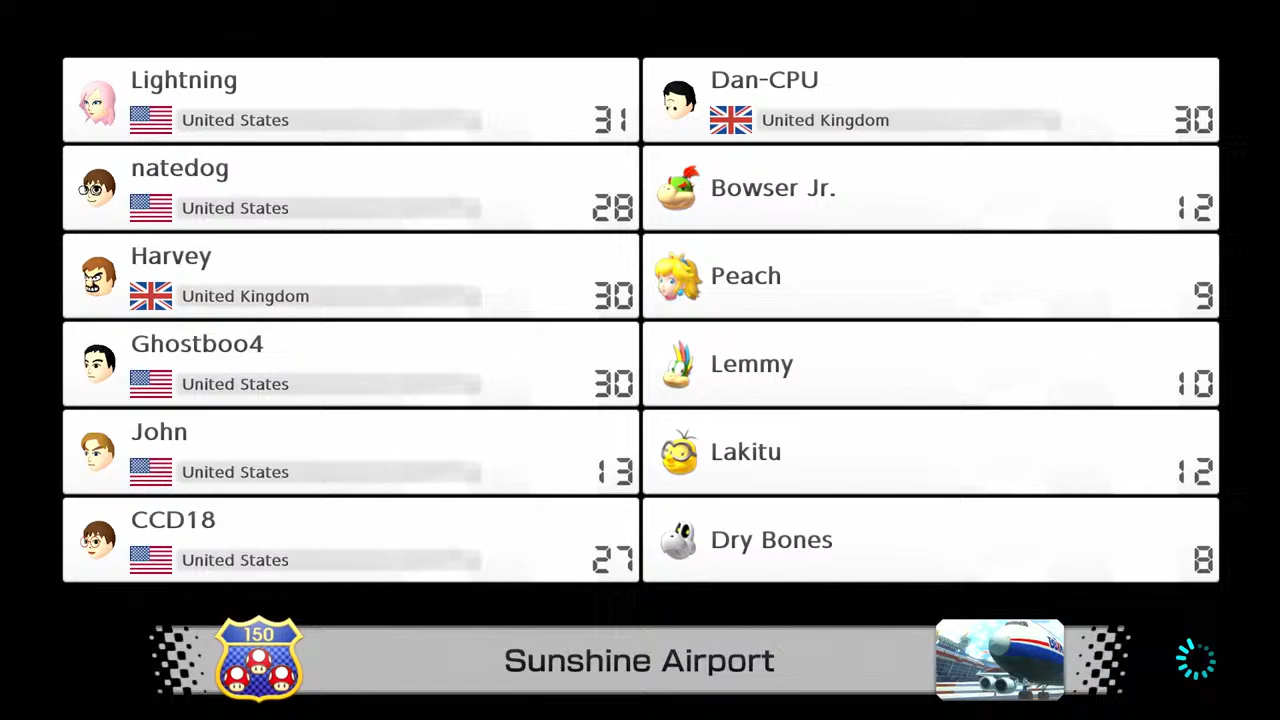 Lightning
United States
31
natedog
United States
28
Harvey
United Kingdom
30
Ghostboo4
United States
30
John
United States
13
CCD18
United States
27
Dan-CPU
United Kingdom
30
Bowser Jr.
12
Peach
9
Lemmy
10
Lakitu
12
Dry Bones
8
150
Sunshine Airport